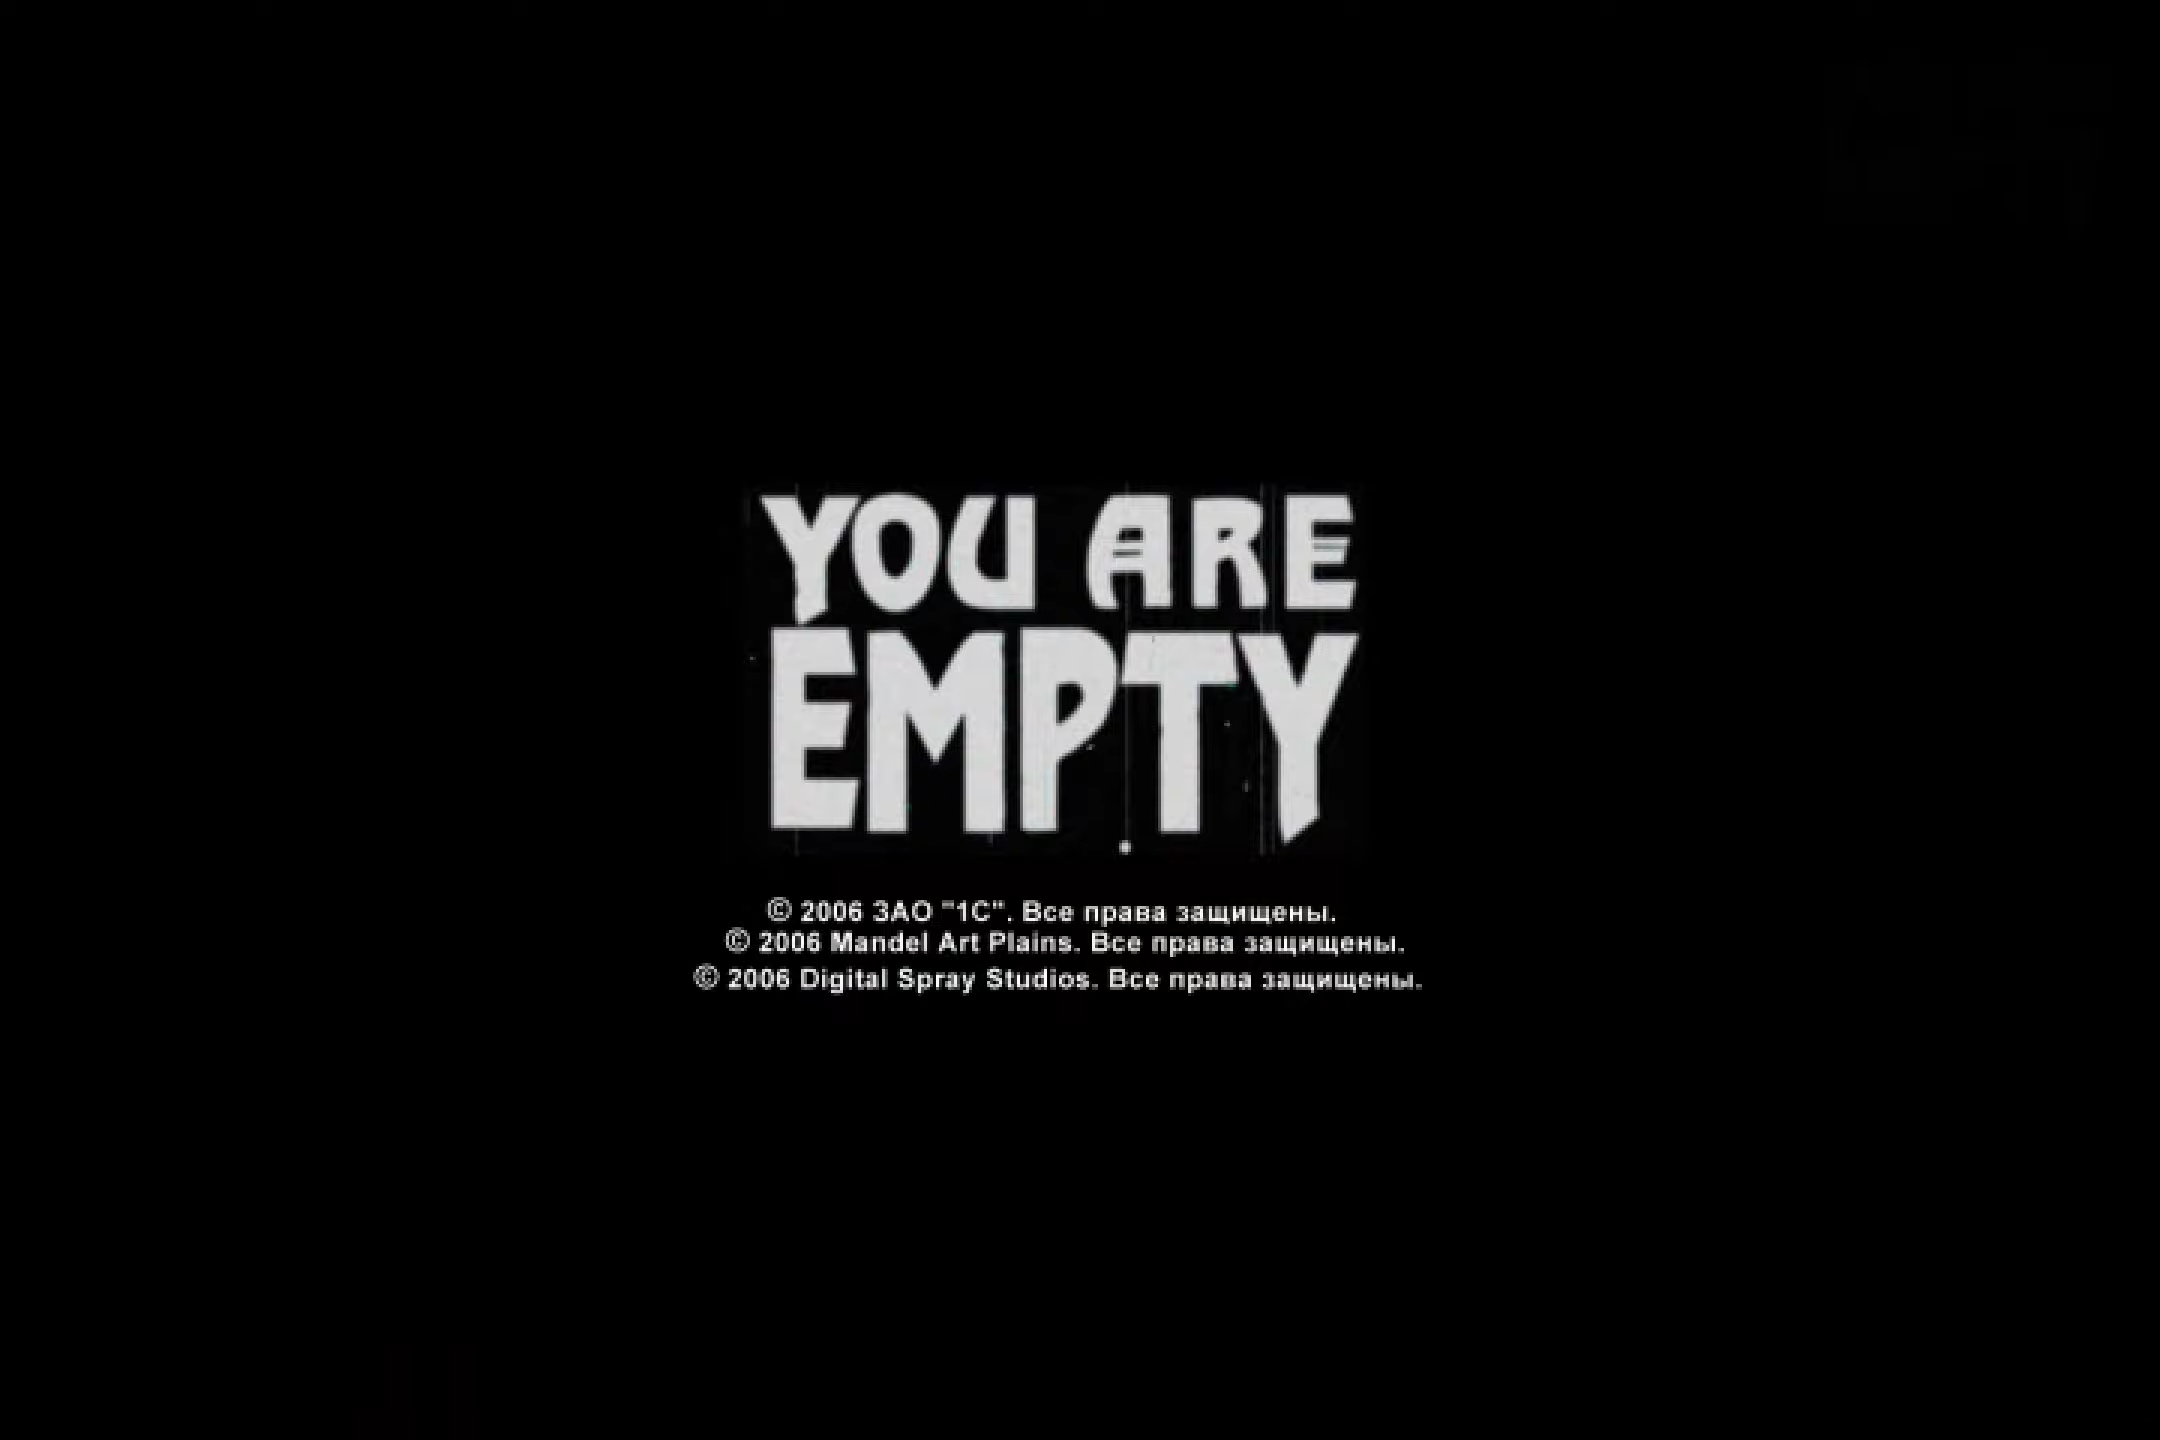 YOU ARE
EMPTY
© 2006 ЗАО "1С". Все права защищены.
© 2006 Mandel Art Plains. Все права защищены.
© 2006 Digital Spray Studios. Все права защищены.